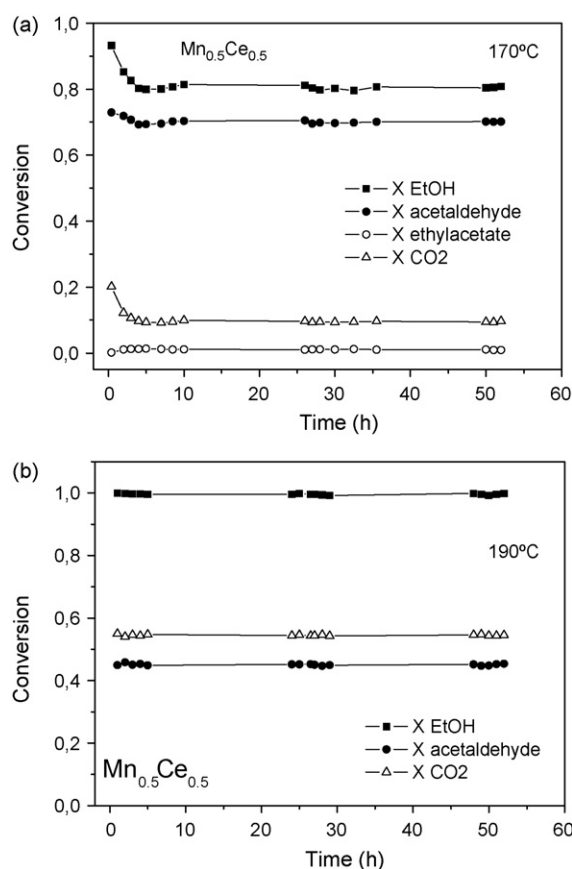 (a)
1,0
Mn0.5Ce0.5
170ºC
0,8
0,6
X EtOH
X acetaldehyde
0,4
X ethylacetate
X CO2
0,2
0,0
Conversion
0 10 20 30 40 50 60
Time (h)
(b)
1,0
190ºC
0,8
0,6
0,4
X EtOH
0,2
X acetaldehyde
Mn0.5Ce0.5
X CO2
0,0
Conversion
0 10 20 30 40 50 60
Time (h)